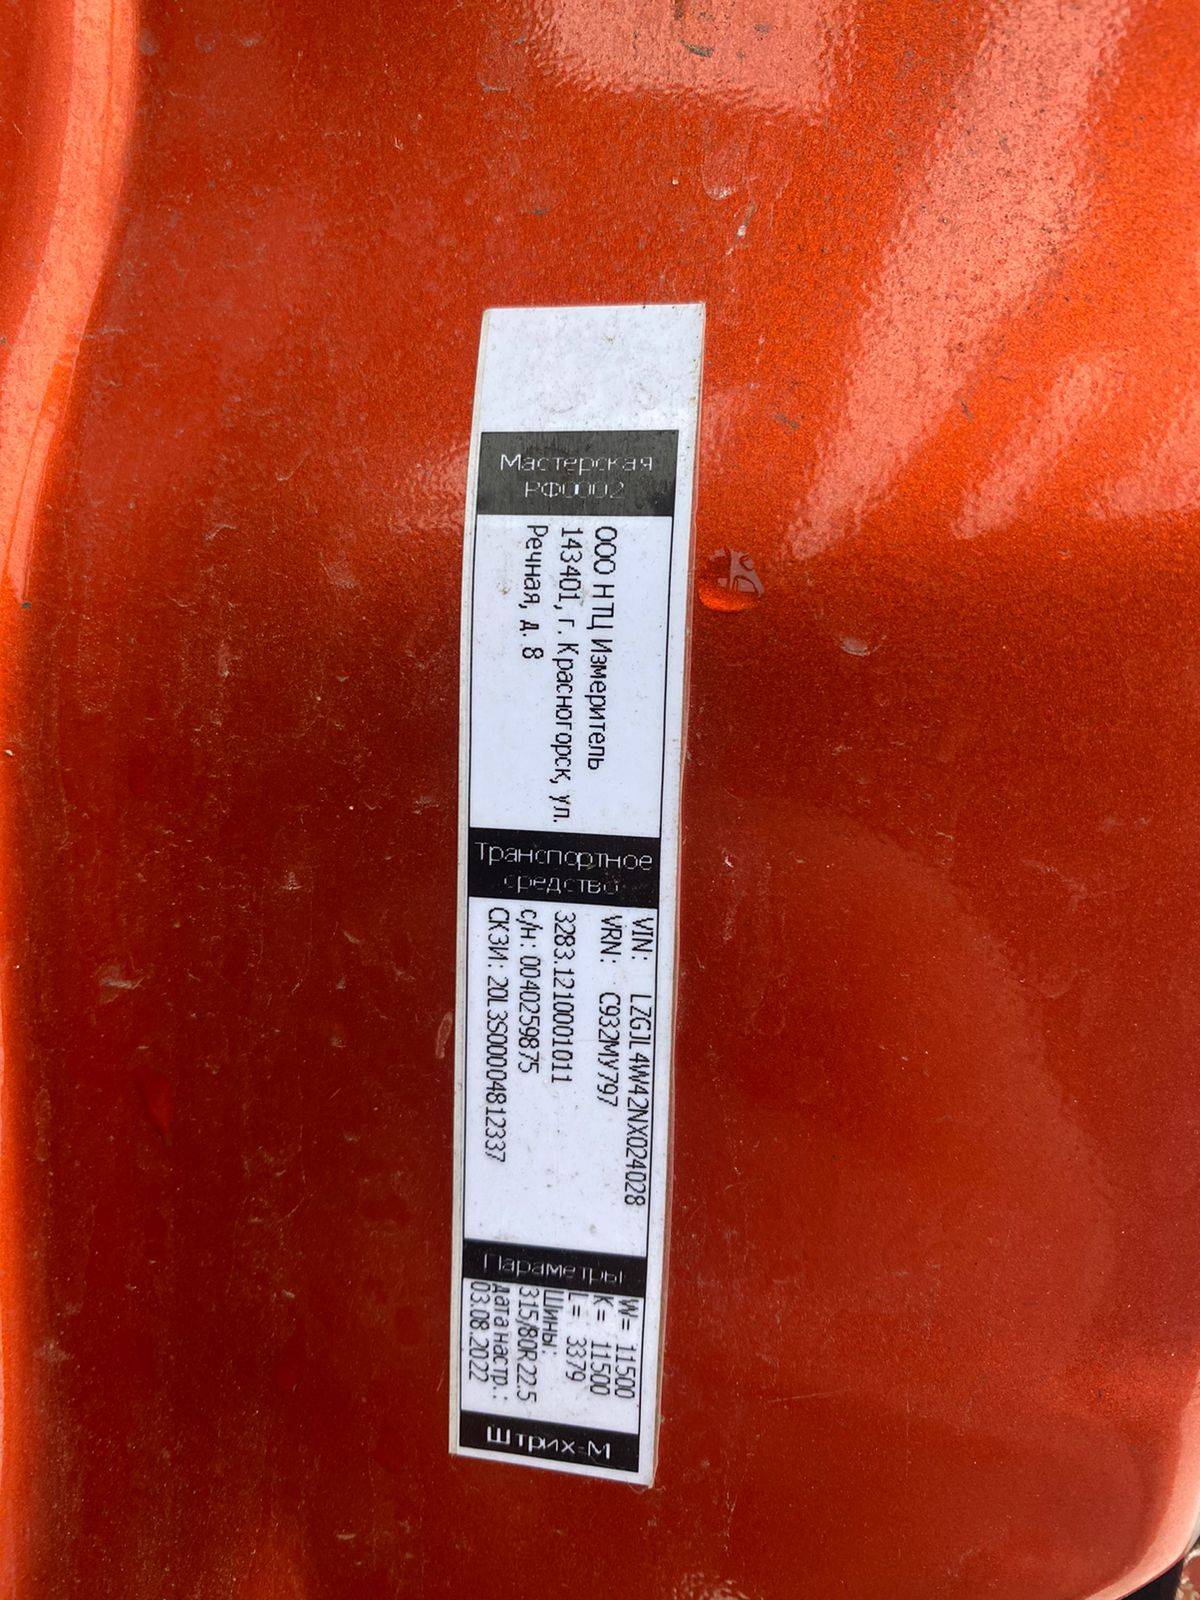 Мастерская
РФ0002
ООО НТЦ Измеритель
143401, г. Красногорск, ул.
Речная, д. 8
Транспортное
средство
VIN: LZGJL4W42NX024028
VRN: С932МУ797
3283.1210001011
с/н: 0040259875
СКЗИ: 20L3S00004812337
Параметры
W= 11500
K= 11500
L= 3379
Шины:
315/80R22.5
Дата настр.:
03.08.2022
Штрих-М